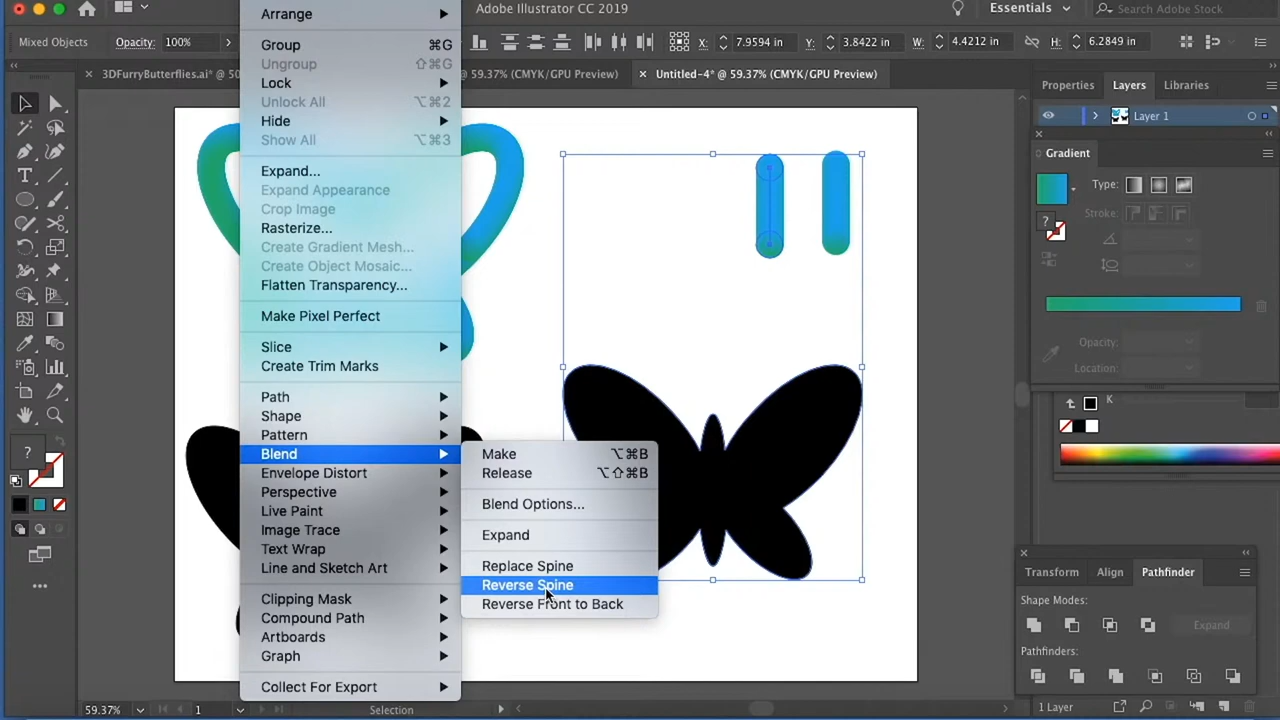 Adobe Illustrator CC 2019
Essentials
Search Adobe Stock
Mixed Objects
Opacity: 100%
X: 7.9594 in
Y: 3.8422 in
W: 4.4212 in
H: 6.2849 in
3DFurryButterflies.ai* @ 50
59.37% (CMYK/GPU Preview)
Untitled-4* @ 59.37% (CMYK/GPU Preview)
Arrange
Group ⌘G
Ungroup ⇧⌘G
Lock
Unlock All ⌥⌘2
Hide
Show All ⌥⌘3
Expand...
Expand Appearance
Crop Image
Rasterize...
Create Gradient Mesh...
Create Object Mosaic...
Flatten Transparency...
Make Pixel Perfect
Slice
Create Trim Marks
Path
Shape
Pattern
Blend
Envelope Distort
Perspective
Live Paint
Image Trace
Text Wrap
Line and Sketch Art
Clipping Mask
Compound Path
Artboards
Graph
Collect For Export
Make ⌥⌘B
Release ⌥⇧⌘B
Blend Options...
Expand
Replace Spine
Reverse Spine
Reverse Front to Back
Properties
Layers
Libraries
Layer 1
Gradient
Type:
Stroke:
?
Opacity:
Location:
K
Transform
Align
Pathfinder
Shape Modes:
Expand
Pathfinders:
1 Layer
?
59.37%
1
Selection